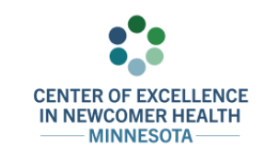 CENTER OF EXCELLENCE
IN NEWCOMER HEALTH
MINNESOTA